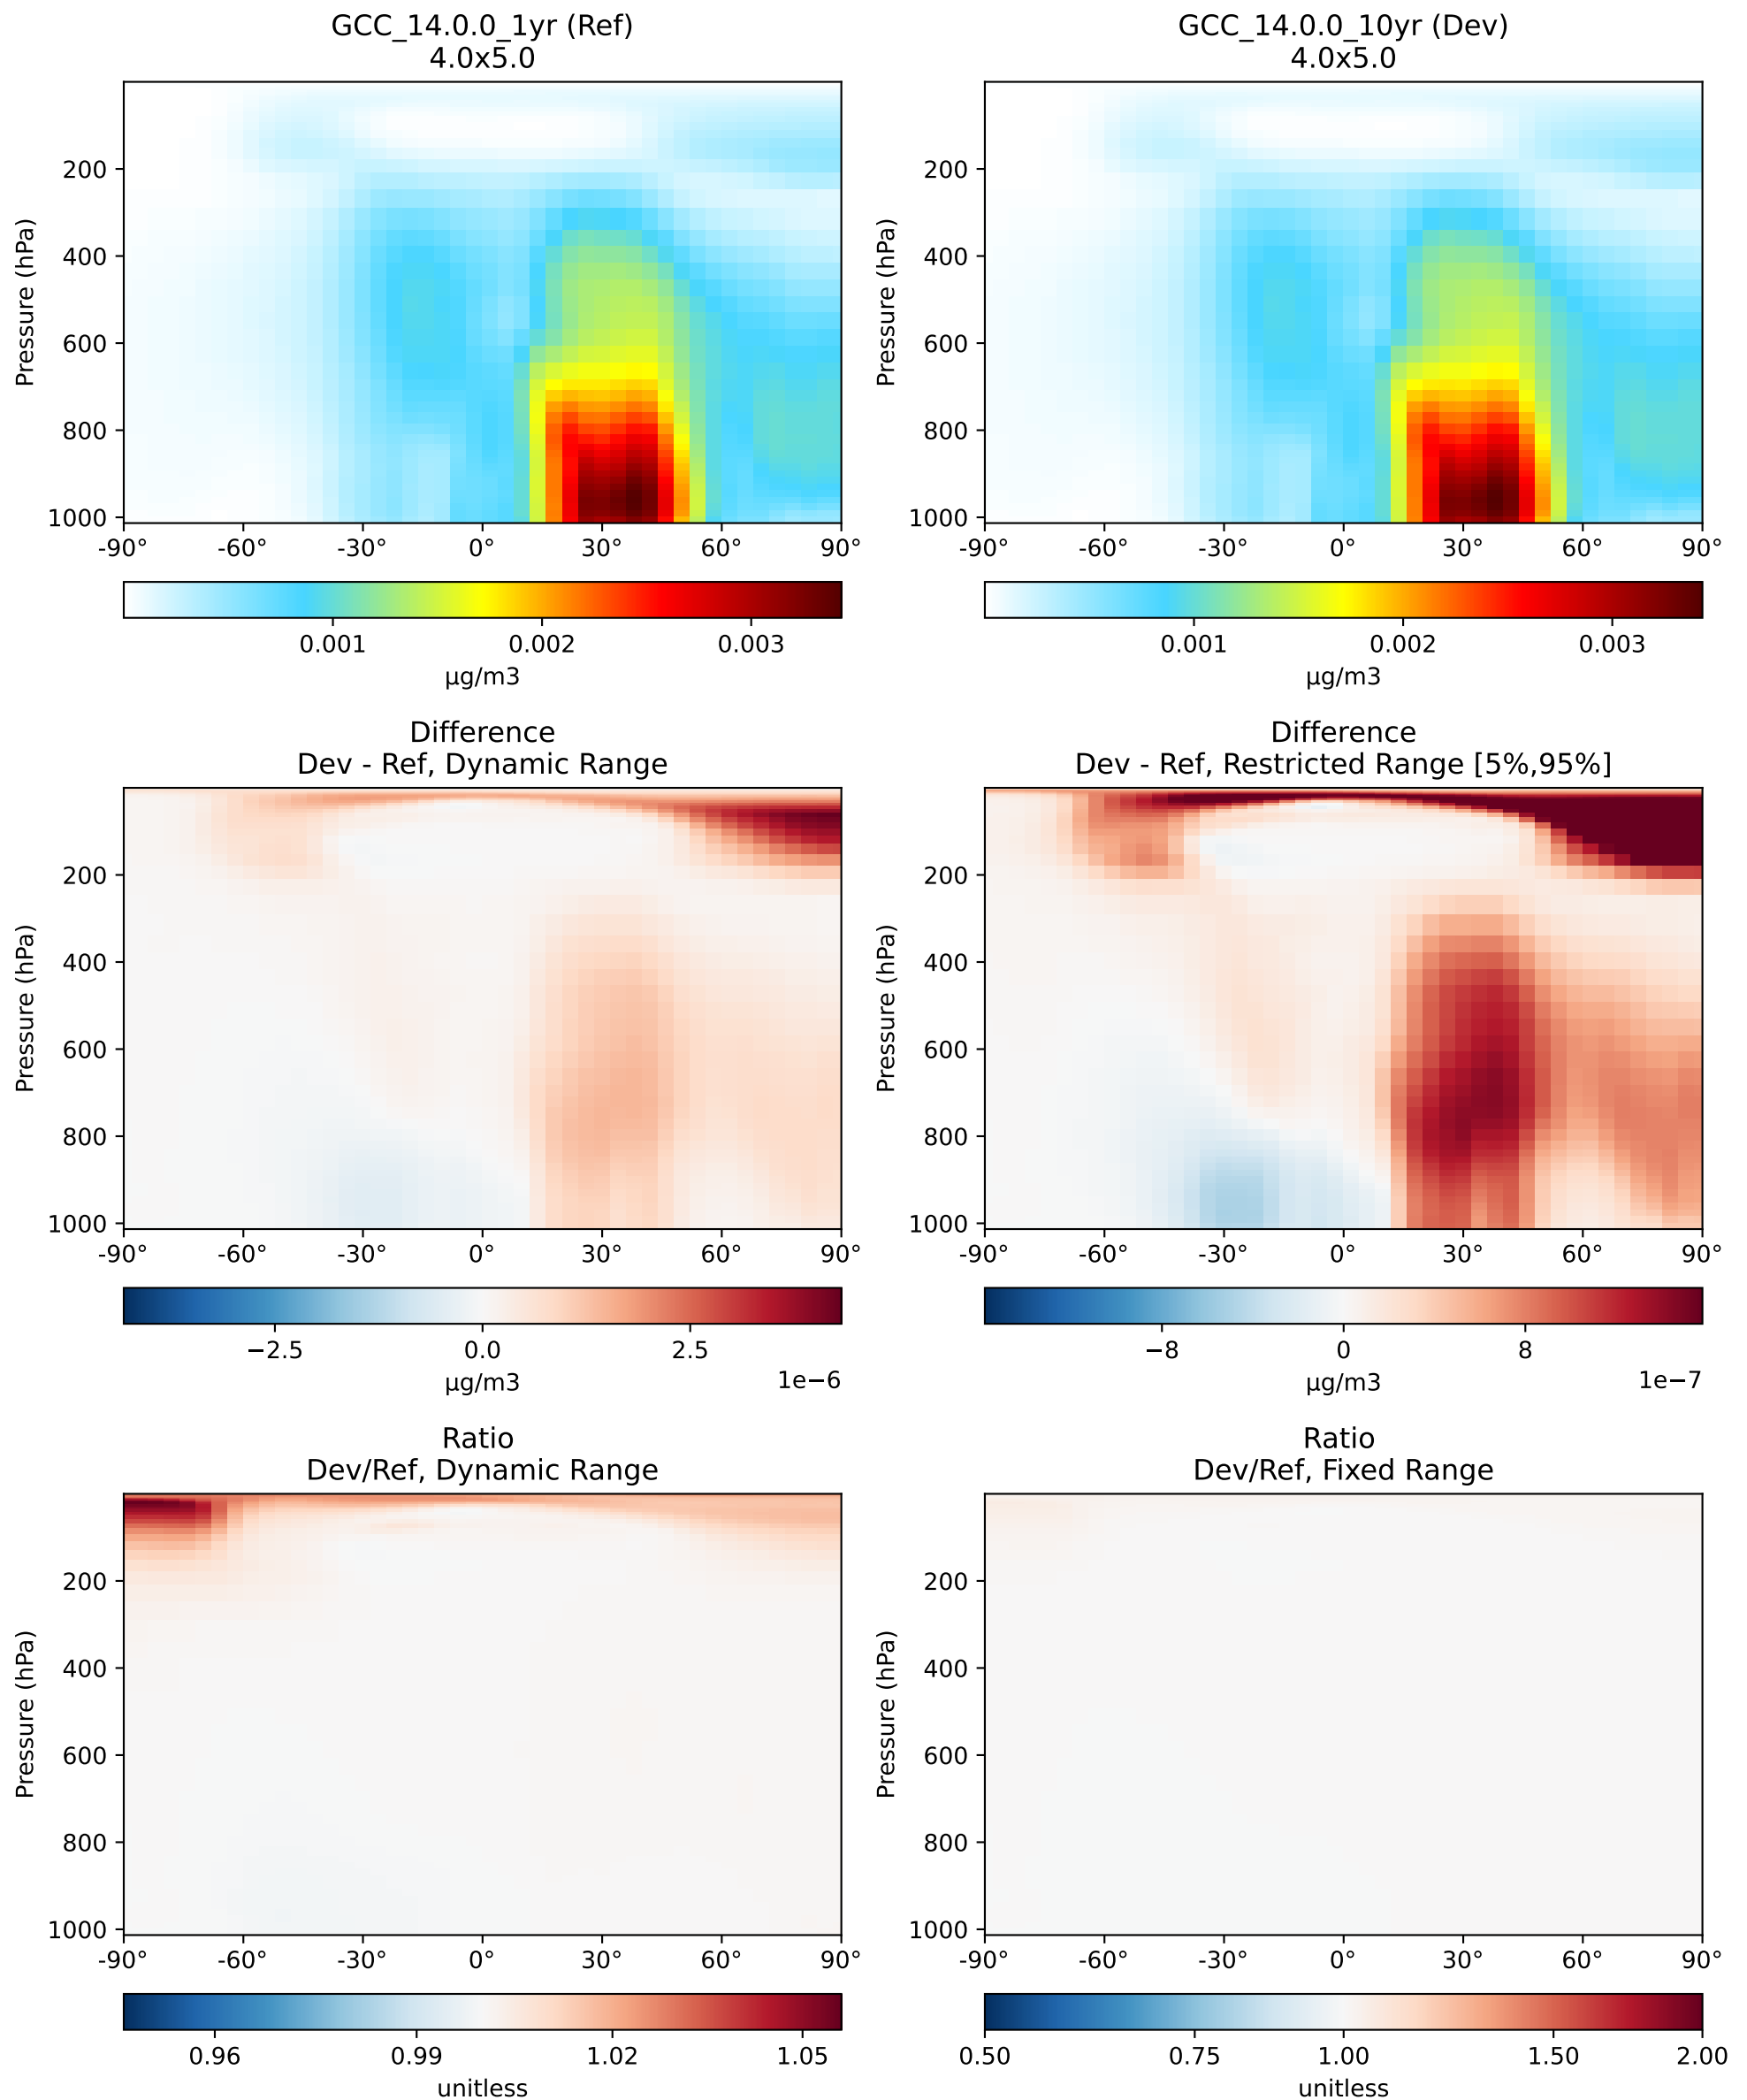 GCC_14.0.0_1yr (Ref)
4.0x5.0
Pressure (hPa)
200
400
600
800
1000
-90° -60° -30° 0° 30° 60° 90°
0.001 0.002 0.003
µg/m3
GCC_14.0.0_10yr (Dev)
4.0x5.0
Pressure (hPa)
200
400
600
800
1000
-90° -60° -30° 0° 30° 60° 90°
0.001 0.002 0.003
µg/m3
Difference
Dev - Ref, Dynamic Range
Pressure (hPa)
200
400
600
800
1000
-90° -60° -30° 0° 30° 60° 90°
−2.5 0.0 2.5
µg/m3 1e−6
Difference
Dev - Ref, Restricted Range [5%,95%]
Pressure (hPa)
200
400
600
800
1000
-90° -60° -30° 0° 30° 60° 90°
−8 0 8
µg/m3 1e−7
Ratio
Dev/Ref, Dynamic Range
Pressure (hPa)
200
400
600
800
1000
-90° -60° -30° 0° 30° 60° 90°
0.96 0.99 1.02 1.05
unitless
Ratio
Dev/Ref, Fixed Range
Pressure (hPa)
200
400
600
800
1000
-90° -60° -30° 0° 30° 60° 90°
0.50 0.75 1.00 1.50 2.00
unitless